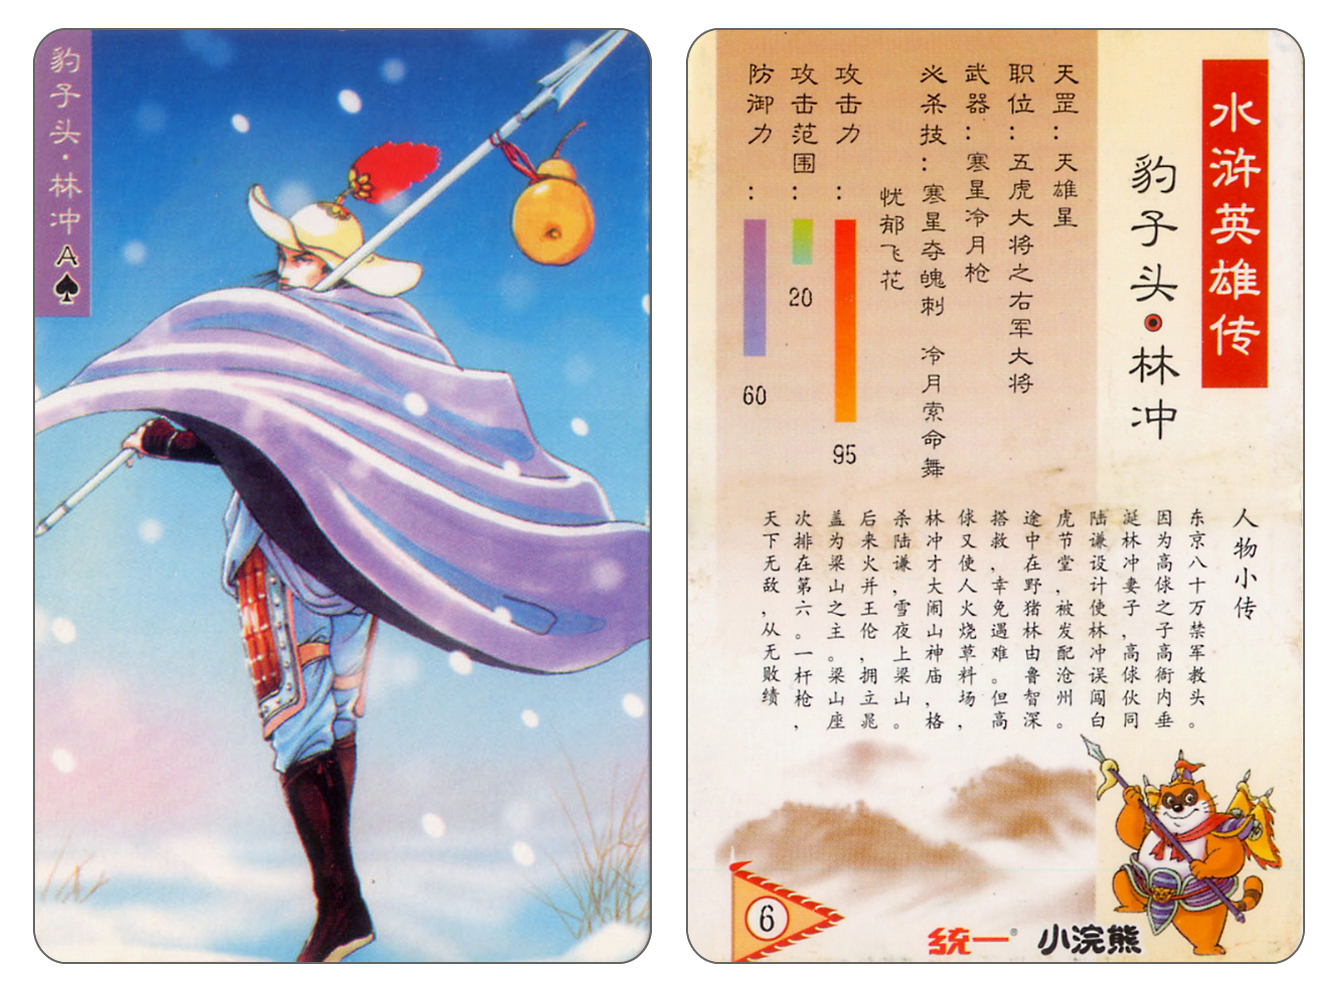 豹子头·林冲
A♠
水浒英雄传
豹子头·林冲
天罡：天雄星
职位：五虎大将之右军大将
武器：寒星冷月枪
必杀技：寒星夺魄刺 冷月索命舞
忧郁飞花
攻击力：
95
攻击范围：
20
防御力：
60
人物小传
东京八十万禁军教头。
因为高俅之子高衙内垂
涎林冲妻子，高俅伙同
陆谦设计使林冲误闯白
虎节堂，被发配沧州。
途中在野猪林由鲁智深
搭救，幸免遇难。但高
俅又使人火烧草料场，
林冲才大闹山神庙，格
杀陆谦，雪夜上梁山。
后来火并王伦，拥立晁
盖为梁山之主。梁山座
次排在第六。一杆枪，
天下无敌，从无败绩
6
统一®
小浣熊